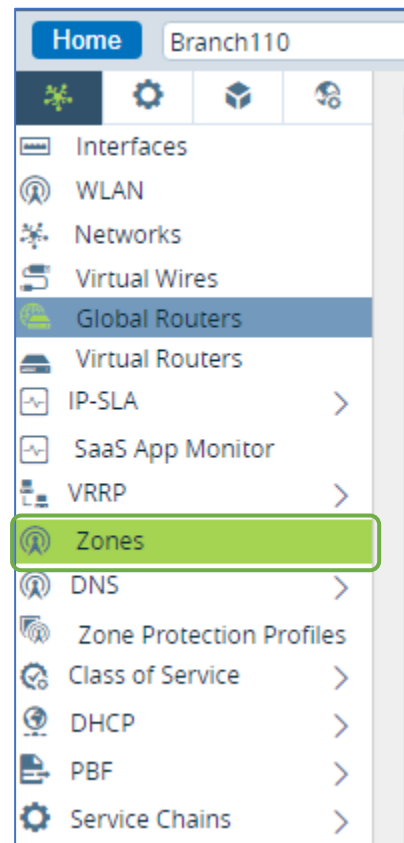 Home Branch110
Interfaces
WLAN
Networks
Virtual Wires
Global Routers
Virtual Routers
IP-SLA
SaaS App Monitor
VRRP
Zones
DNS
Zone Protection Profiles
Class of Service
DHCP
PBF
Service Chains